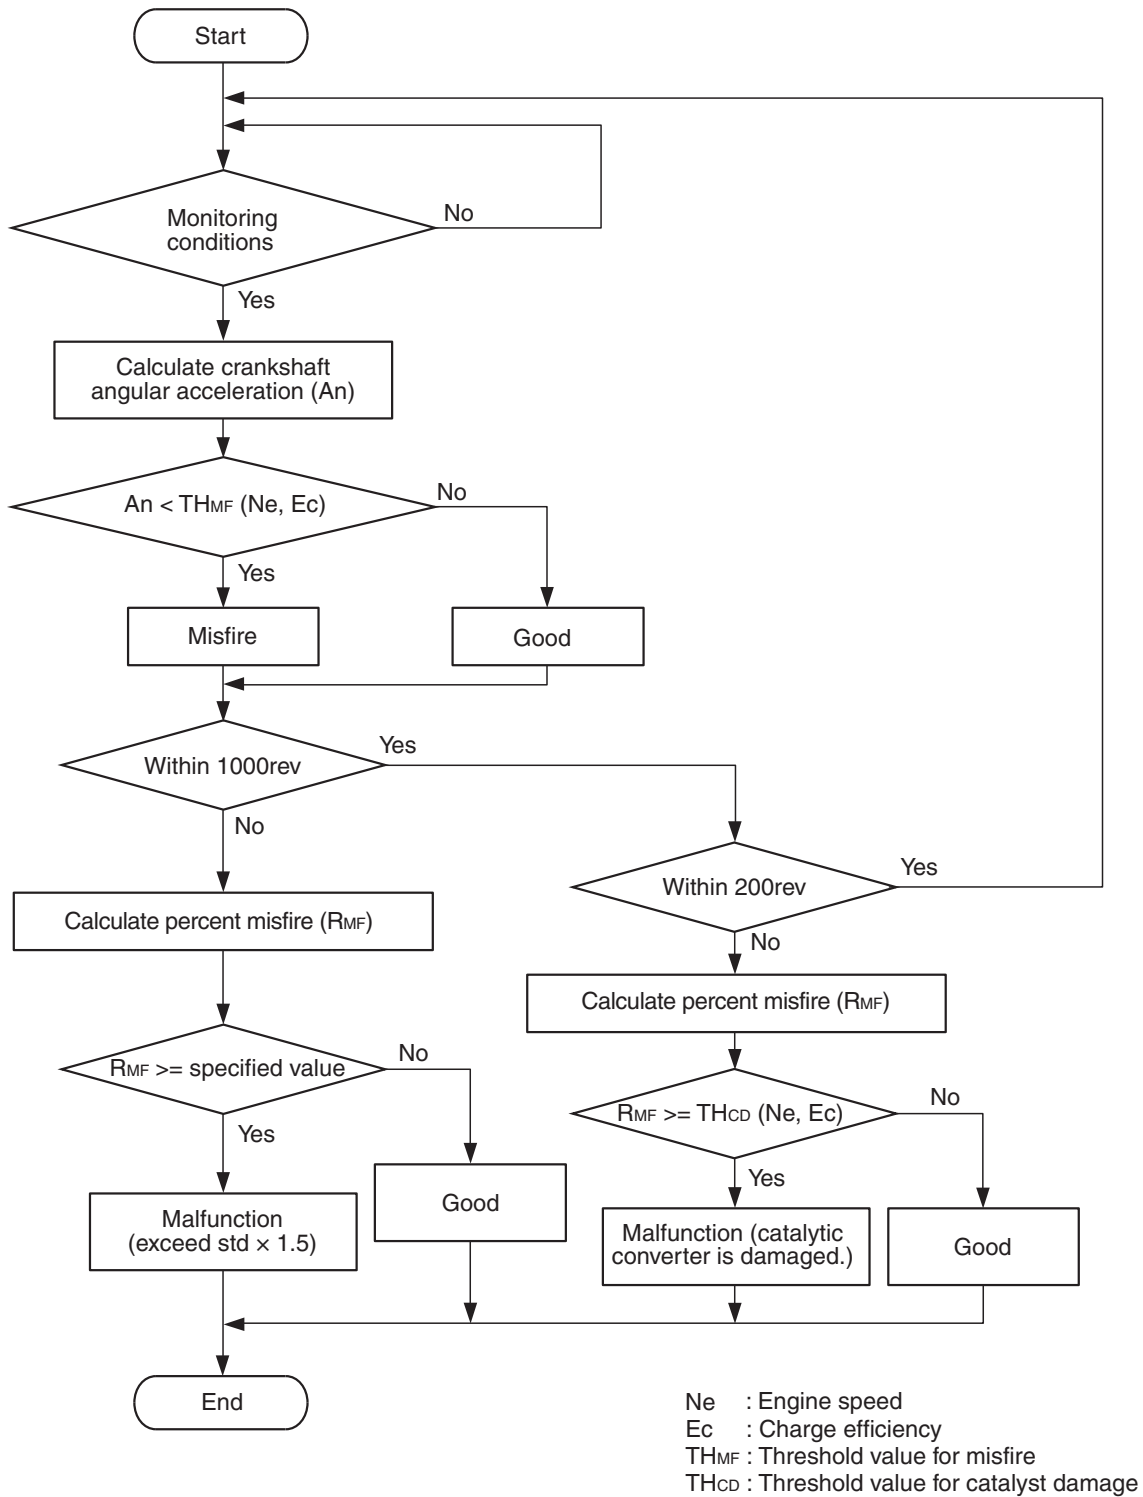 Start
Monitoring
conditions
No
Yes
Calculate crankshaft
angular acceleration (An)
An < THMF (Ne, Ec)
No
Yes
Misfire
Good
Within 1000rev
Yes
No
Within 200rev
Yes
No
Calculate percent misfire (RMF)
Calculate percent misfire (RMF)
RMF >= specified value
No
Yes
RMF >= THCD (Ne, Ec)
No
Yes
Malfunction
(exceed std × 1.5)
Good
Malfunction (catalytic
converter is damaged.)
Good
End
Ne : Engine speed
Ec : Charge efficiency
THMF : Threshold value for misfire
THCD : Threshold value for catalyst damage